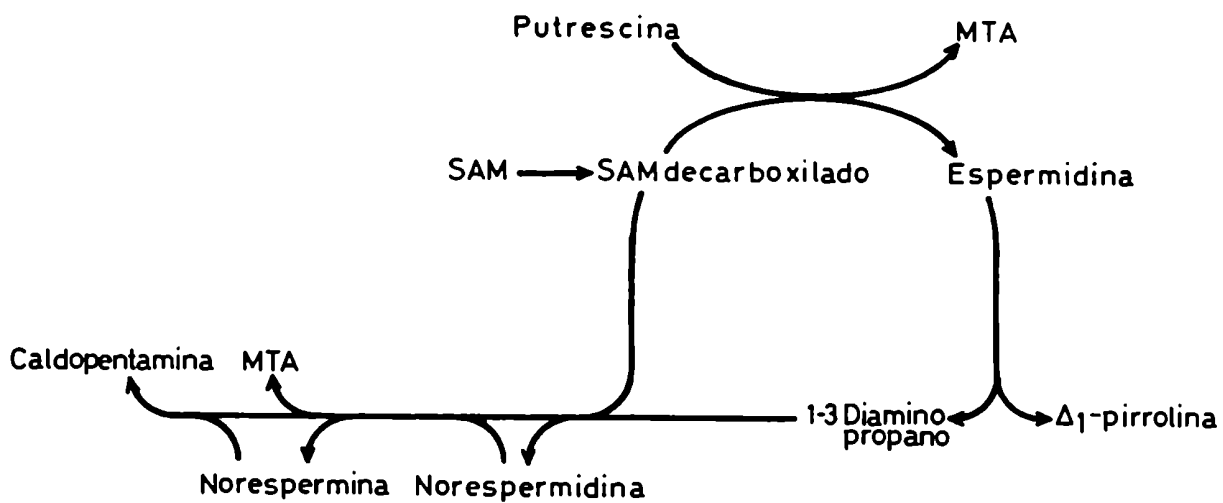 Putrescina
MTA
SAM
SAM decarboxilado
Espermidina
Caldopentamina
MTA
1-3 Diamino
propano
Δ1-pirrolina
Norespermina
Norespermidina